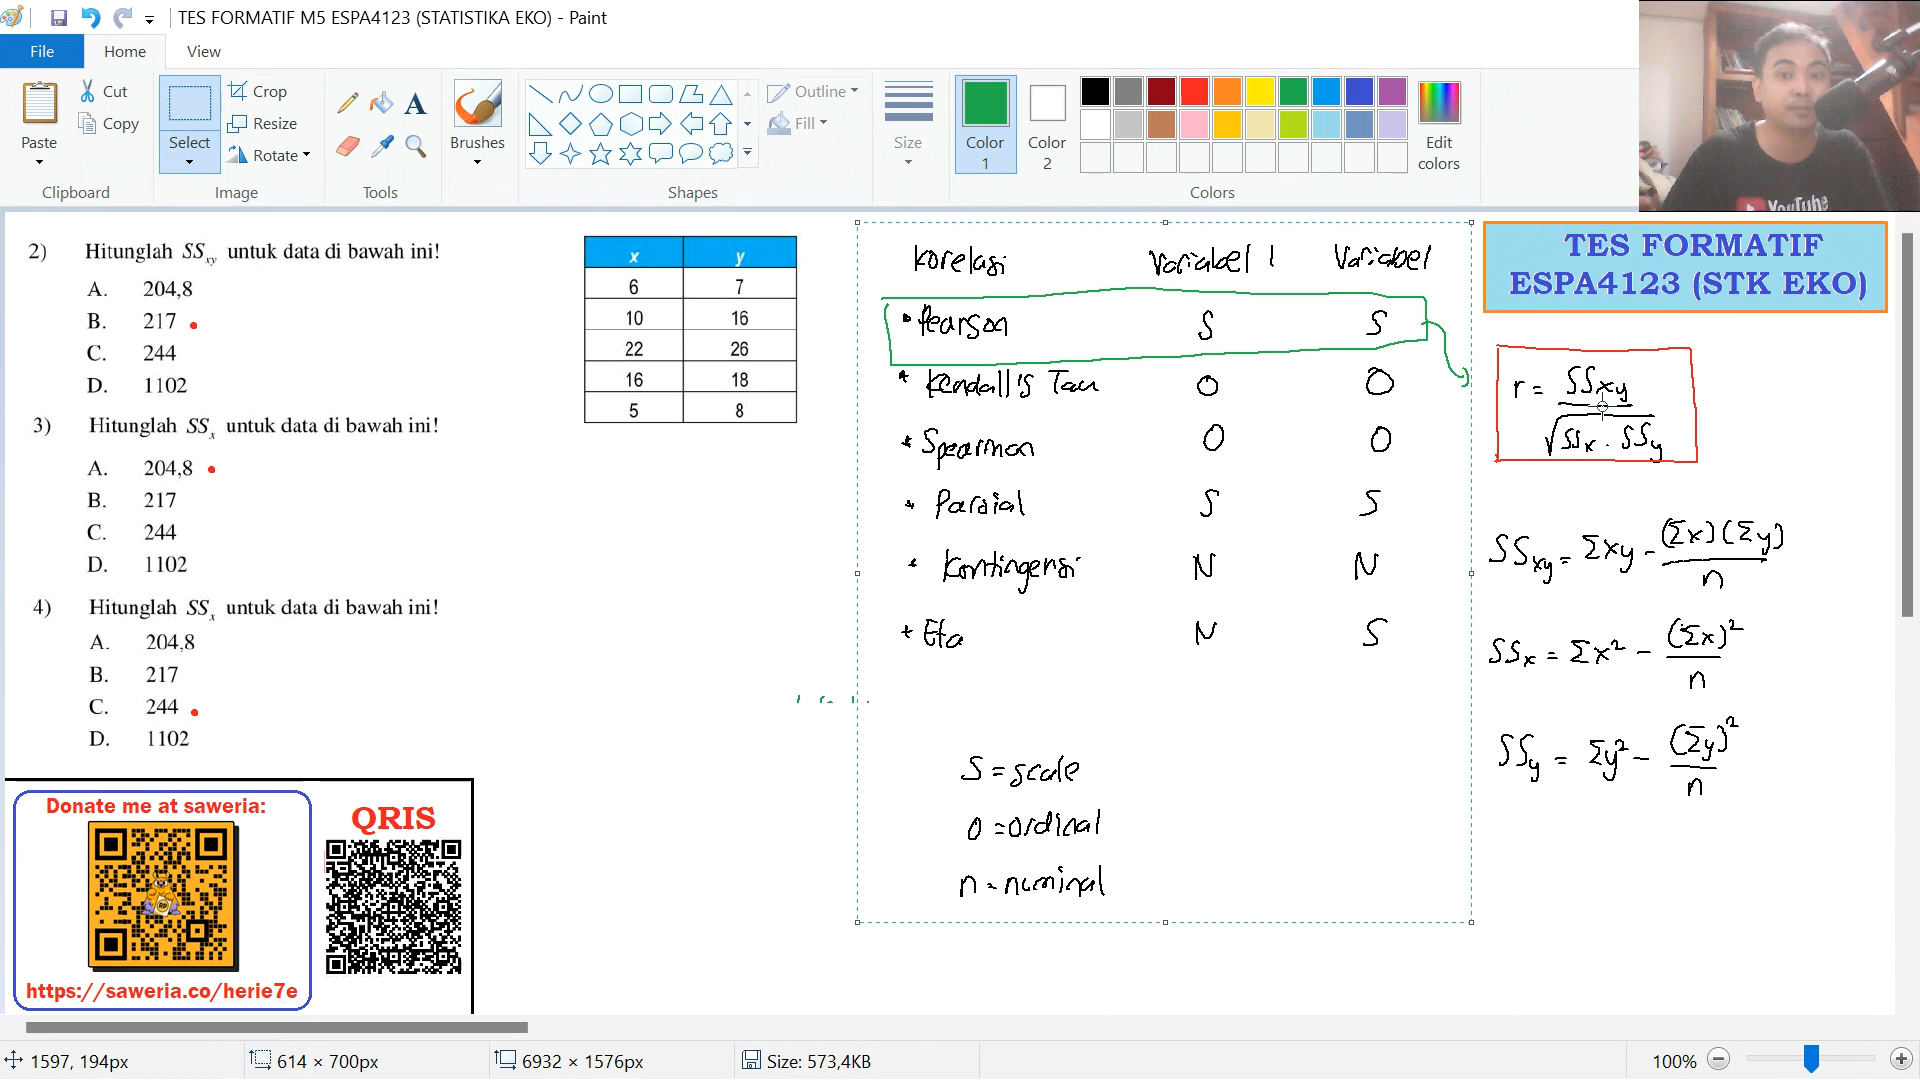 TES FORMATIF M5 ESPA4123 (STATISTIKA EKO) - Paint
File Home View
Paste
Cut
Copy
Clipboard
Select
Crop
Resize
Rotate
Image
Tools
Brushes
Shapes
Outline
Fill
Size
Color 1
Color 2
Colors
Edit colors
YouTube
2) Hitunglah SSxy untuk data di bawah ini!
A. 204,8
B. 217
C. 244
D. 1102
3) Hitunglah SSx untuk data di bawah ini!
A. 204,8
B. 217
C. 244
D. 1102
4) Hitunglah SSx untuk data di bawah ini!
A. 204,8
B. 217
C. 244
D. 1102
x y
6 7
10 16
22 26
16 18
5 8
Korelasi Variabel 1 Variabel
Pearson S S
Kendall's Tau O O
Spearman O O
Parsial S S
Kontingensi N N
Eta N S
S = scale
O = ordinal
n = nominal
TES FORMATIF
ESPA4123 (STK EKO)
r = SSxy / √SSx . SSy
SSxy = Σxy - (Σx)(Σy) / n
SSx = Σx² - (Σx)² / n
SSy = Σy² - (Σy)² / n
Donate me at saweria:
https://saweria.co/herie7e
QRIS
1597, 194px
614 × 700px
6932 × 1576px
Size: 573,4KB
100%